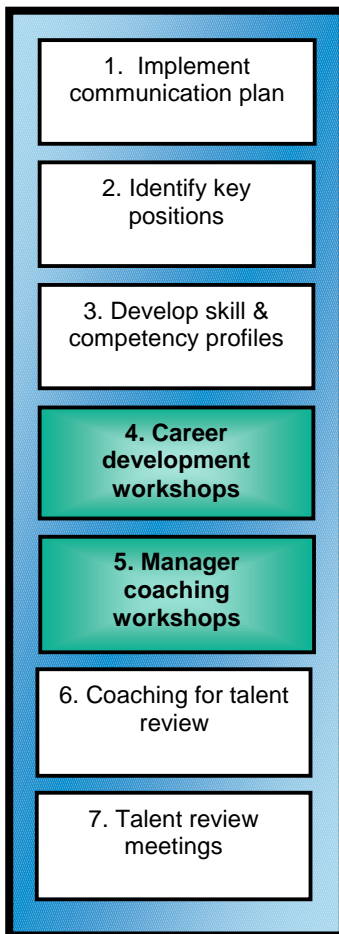 1. Implement
communication plan
2. Identify key
positions
3. Develop skill &
competency profiles
4. Career
development
workshops
5. Manager
coaching
workshops
6. Coaching for talent
review
7. Talent review
meetings